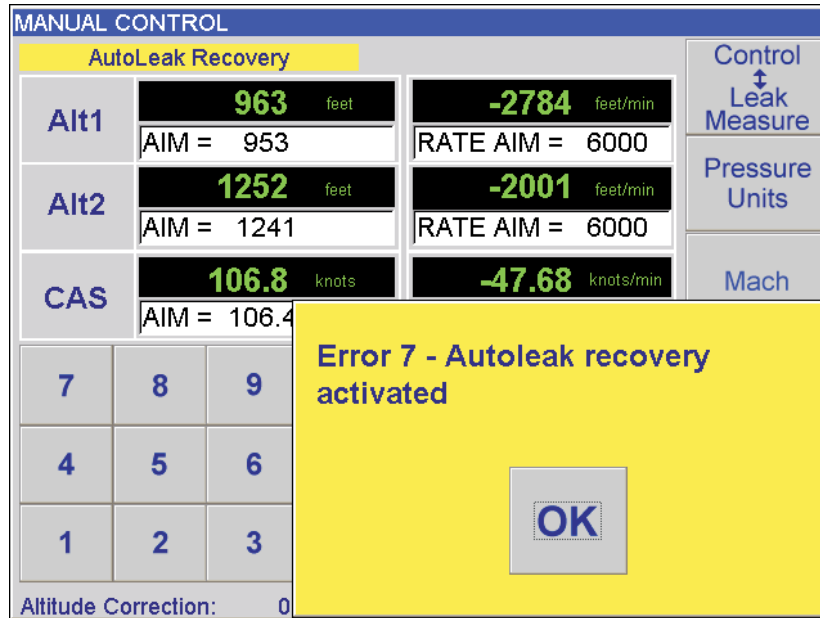 MANUAL CONTROL
AutoLeak Recovery
Control
↕
Leak
Measure
Alt1
963 feet
-2784 feet/min
AIM = 953
RATE AIM = 6000
Pressure
Units
Alt2
1252 feet
-2001 feet/min
AIM = 1241
RATE AIM = 6000
CAS
106.8 knots
-47.68 knots/min
Mach
AIM = 106.4
Error 7 - Autoleak recovery
activated
OK
7 8 9
4 5 6
1 2 3
Altitude Correction: 0